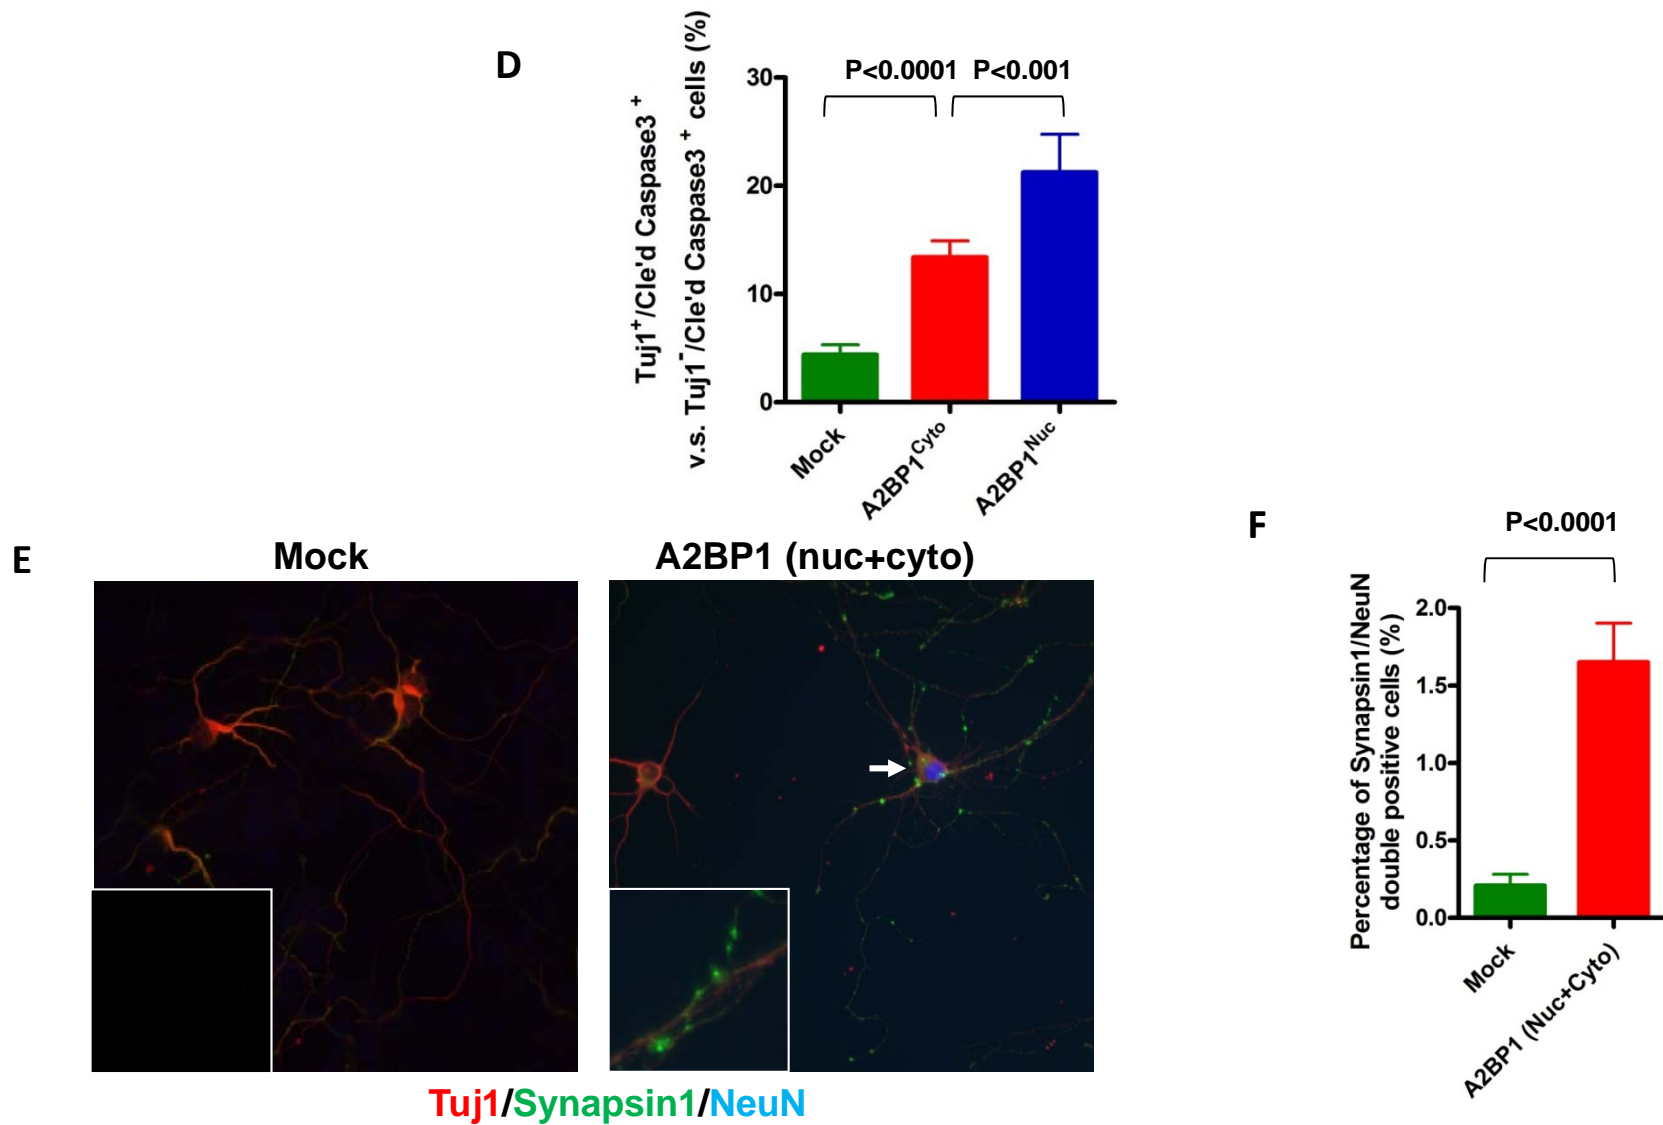 D
Tuj1+/Cle'd Caspase3 +
v.s. Tuj1-/Cle'd Caspase3 + cells (%)
P<0.0001 P<0.001
30
20
10
0
Mock
A2BP1Cyto
A2BP1Nuc
E
Mock
A2BP1 (nuc+cyto)
Tuj1/Synapsin1/NeuN
F
P<0.0001
Percentage of Synapsin1/NeuN
double positive cells (%)
2.0
1.5
1.0
0.5
0.0
Mock
A2BP1 (Nuc+Cyto)